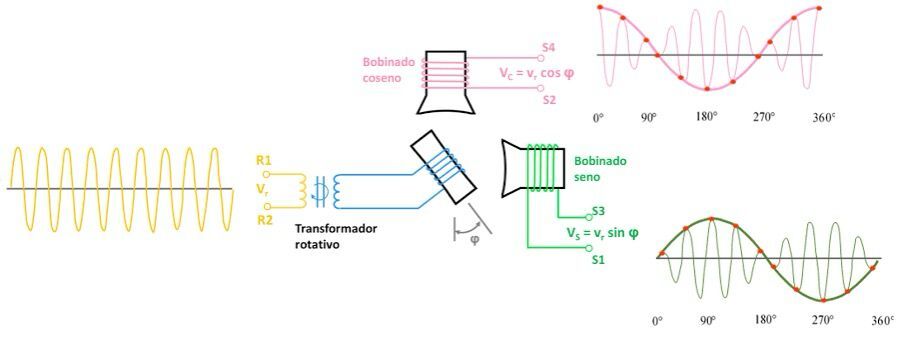 S4
Bobinado
coseno
V_C = v_r cos φ
S2
0° 90° 180° 270° 360°
R1
V_r
R2
Transformador
rotativo
φ
Bobinado
seno
S3
V_S = v_r sin φ
S1
0° 90° 180° 270° 360°